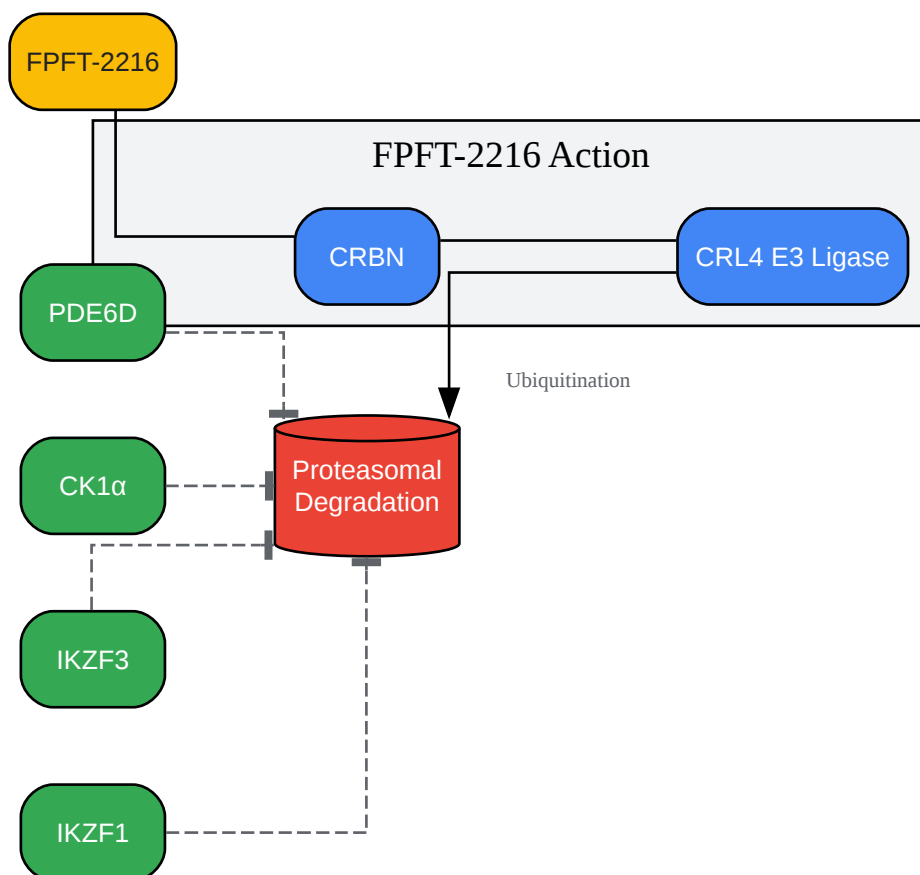 FPFT-2216
FPFT-2216 Action
CRBN
CRL4 E3 Ligase
PDE6D
Ubiquitination
Proteasomal
Degradation
CK1α
IKZF3
IKZF1